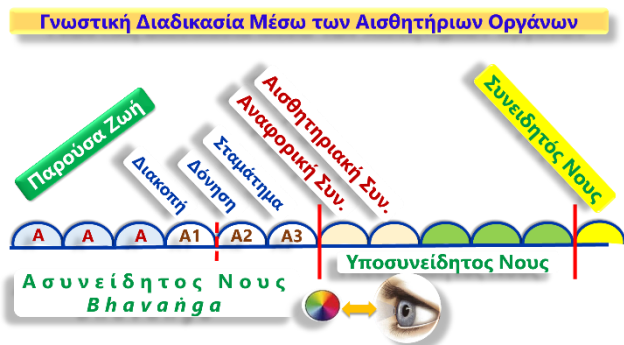 Γνωστική Διαδικασία Μέσω των Αισθητήριων Οργάνων
Παρούσα Ζωή
Διακοπή
Δόνηση
Σταμάτημα
Αναφορική Συν.
Αισθητηριακή Συν.
Συνειδητός Νους
A A A A1 A2 A3
Υποσυνείδητος Νους
Ασυνείδητος Νους
Bhavaṅga